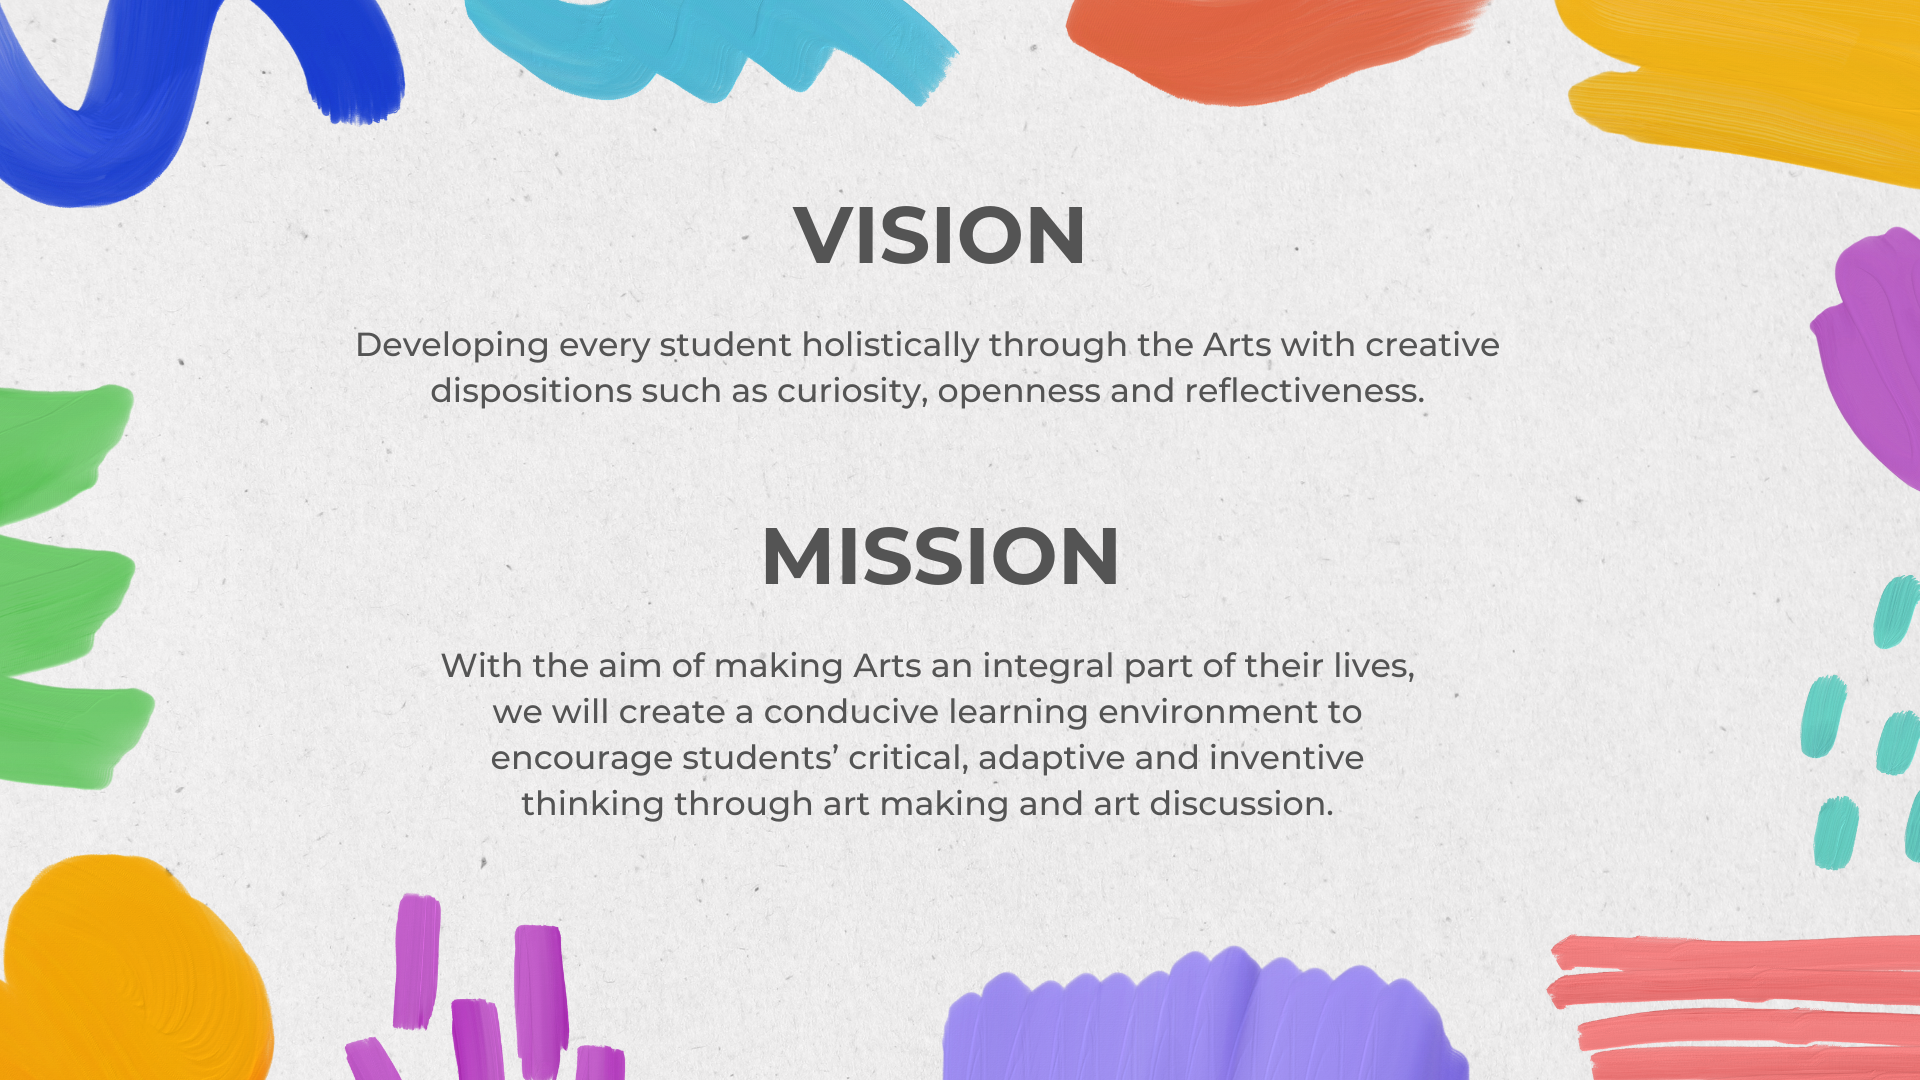 VISION
Developing every student holistically through the Arts with creative
dispositions such as curiosity, openness and reflectiveness.
MISSION
With the aim of making Arts an integral part of their lives,
we will create a conducive learning environment to
encourage students’ critical, adaptive and inventive
thinking through art making and art discussion.